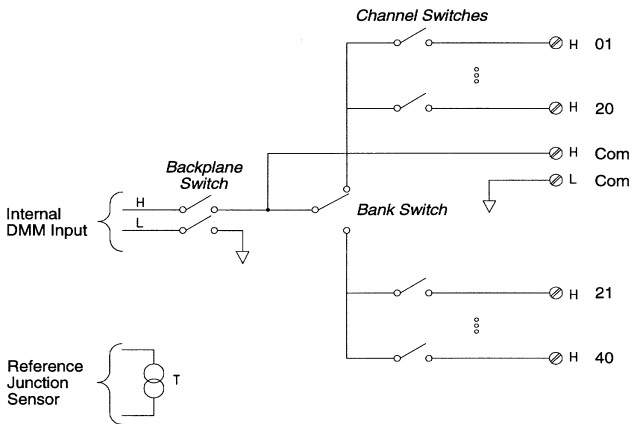 Channel Switches
H 01
H 20
H Com
L Com
Backplane
Switch
Bank Switch
Internal
DMM Input
H
L
H 21
H 40
Reference
Junction
Sensor
T